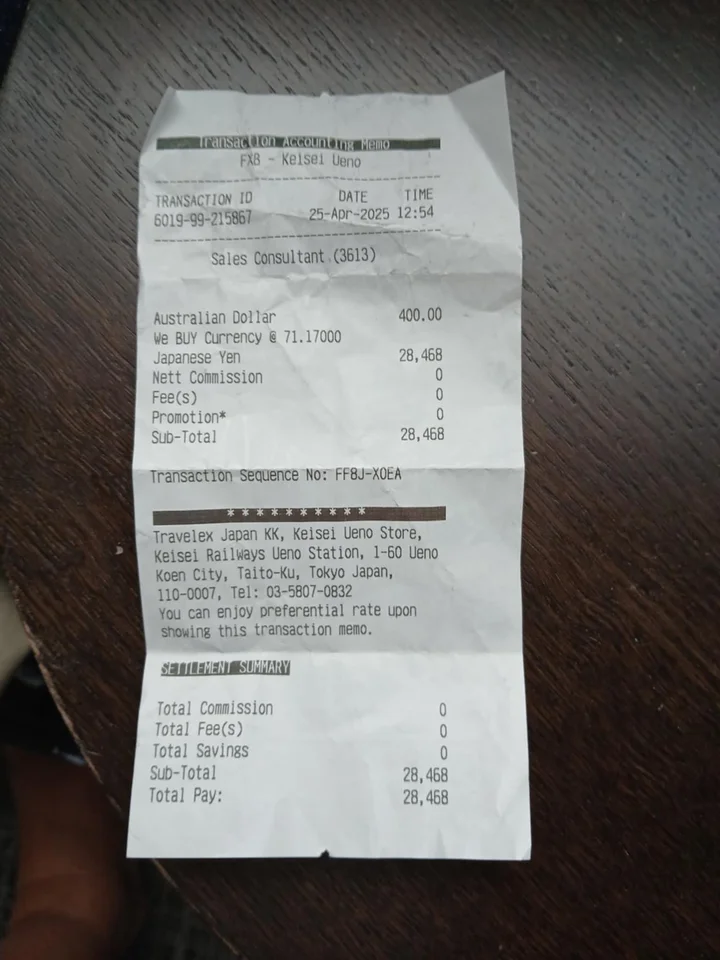 Transaction Accounting Memo
FX8 - Keisei Ueno
TRANSACTION ID DATE TIME
6019-99-215867 25-Apr-2025 12:54
Sales Consultant (3613)
Australian Dollar 400.00
We BUY Currency @ 71.17000
Japanese Yen 28,468
Nett Commission 0
Fee(s) 0
Promotion* 0
Sub-Total 28,468
Transaction Sequence No: FF8J-X0EA
* * * * * * * * * *
Travelex Japan KK, Keisei Ueno Store,
Keisei Railways Ueno Station, 1-60 Ueno
Koen City, Taito-Ku, Tokyo Japan,
110-0007, Tel: 03-5807-0832
You can enjoy preferential rate upon
showing this transaction memo.
SETTLEMENT SUMMARY
Total Commission 0
Total Fee(s) 0
Total Savings 0
Sub-Total 28,468
Total Pay: 28,468